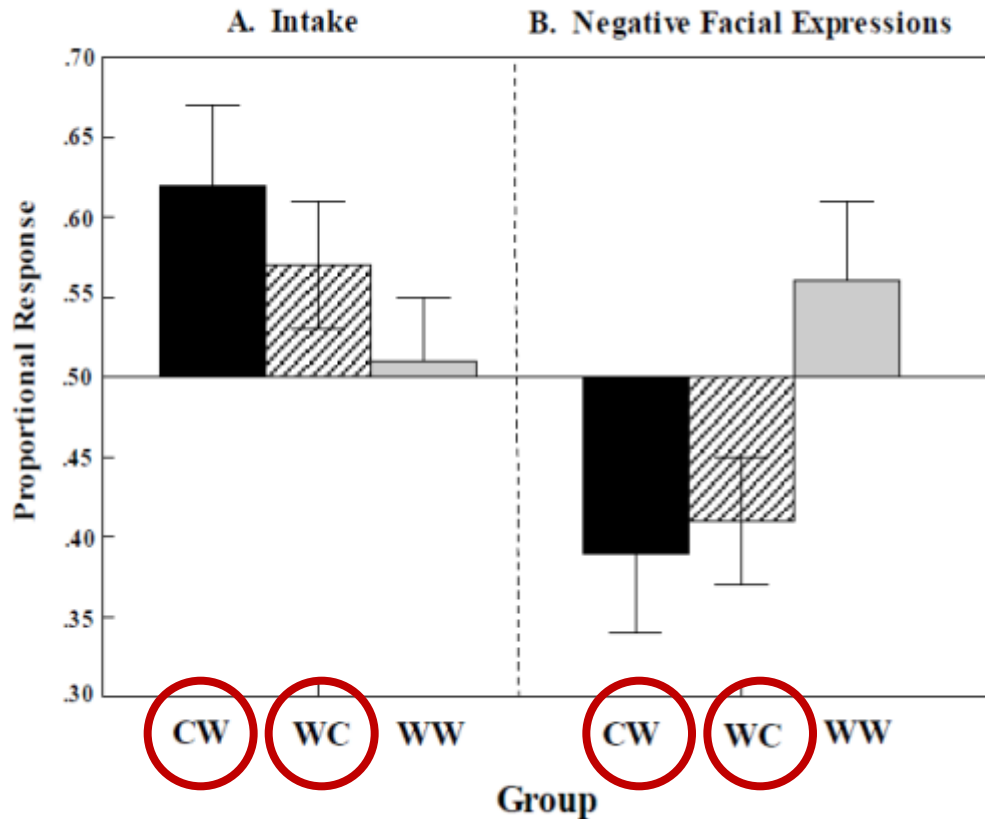 A. Intake
B. Negative Facial Expressions
Proportional Response
.70
.65
.60
.55
.50
.45
.40
.35
.30
CW WC WW CW WC WW
Group